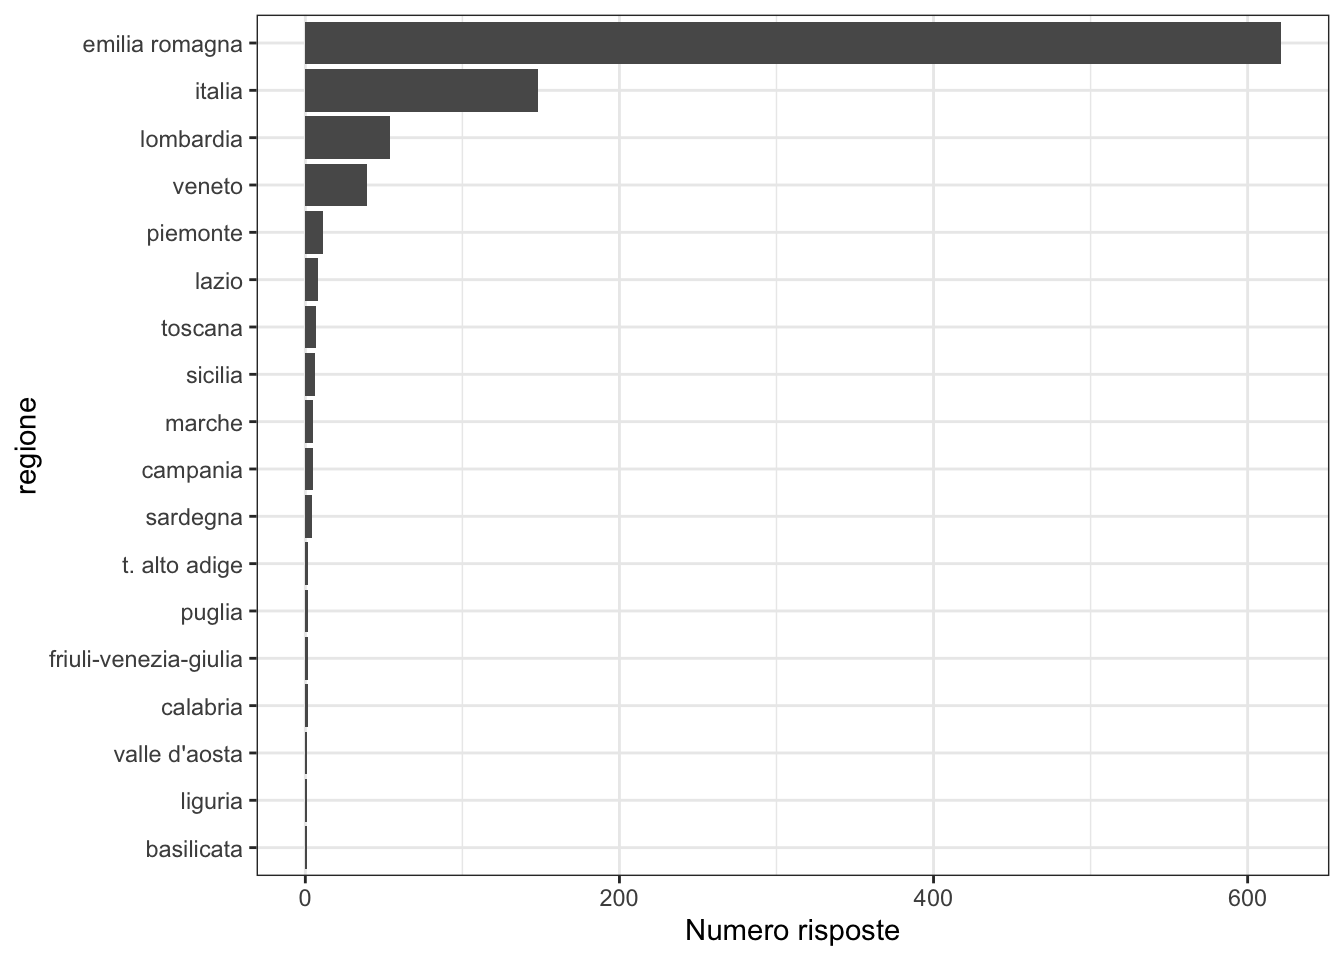 emilia romagna
italia
lombardia
veneto
piemonte
lazio
toscana
sicilia
marche
campania
sardegna
t. alto adige
puglia
friuli-venezia-giulia
calabria
valle d'aosta
liguria
basilicata
regione
0 200 400 600
Numero risposte